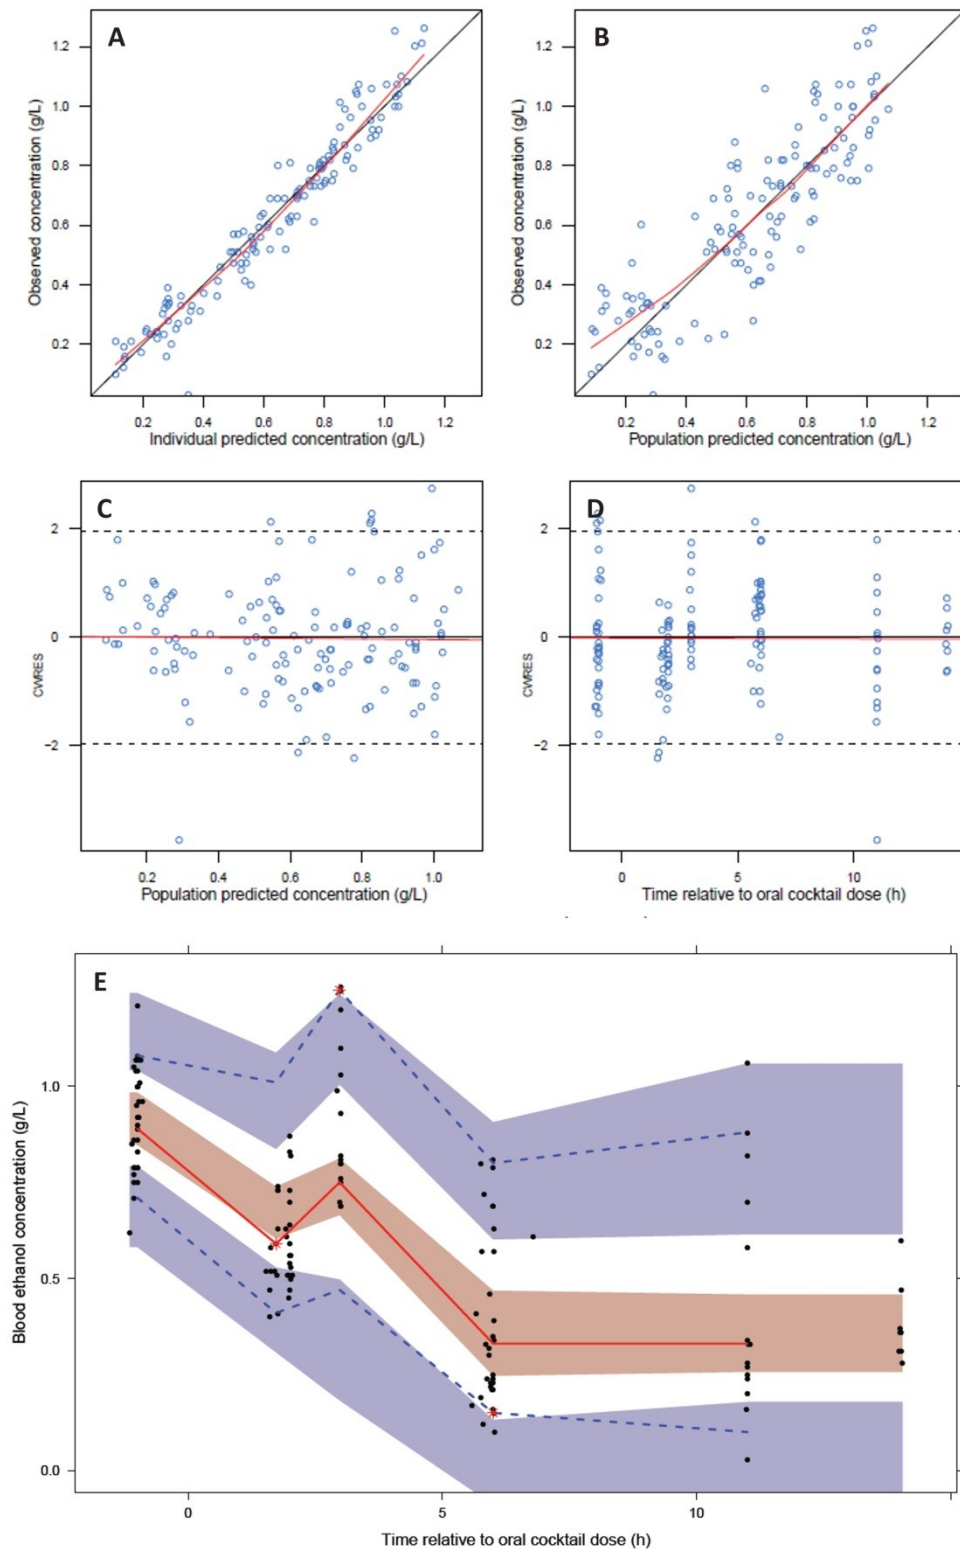 A
B
Observed concentration (g/L)
1.2
1.0
0.8
0.6
0.4
0.2
0.2 0.4 0.6 0.8 1.0 1.2
Individual predicted concentration (g/L)
Observed concentration (g/L)
1.2
1.0
0.8
0.6
0.4
0.2
0.2 0.4 0.6 0.8 1.0 1.2
Population predicted concentration (g/L)
C
D
CWRES
2
0
−2
0.2 0.4 0.6 0.8 1.0
Population predicted concentration (g/L)
CWRES
2
0
−2
0 5 10
Time relative to oral cocktail dose (h)
E
Blood ethanol concentration (g/L)
1.0
0.5
0.0
0 5 10
Time relative to oral cocktail dose (h)